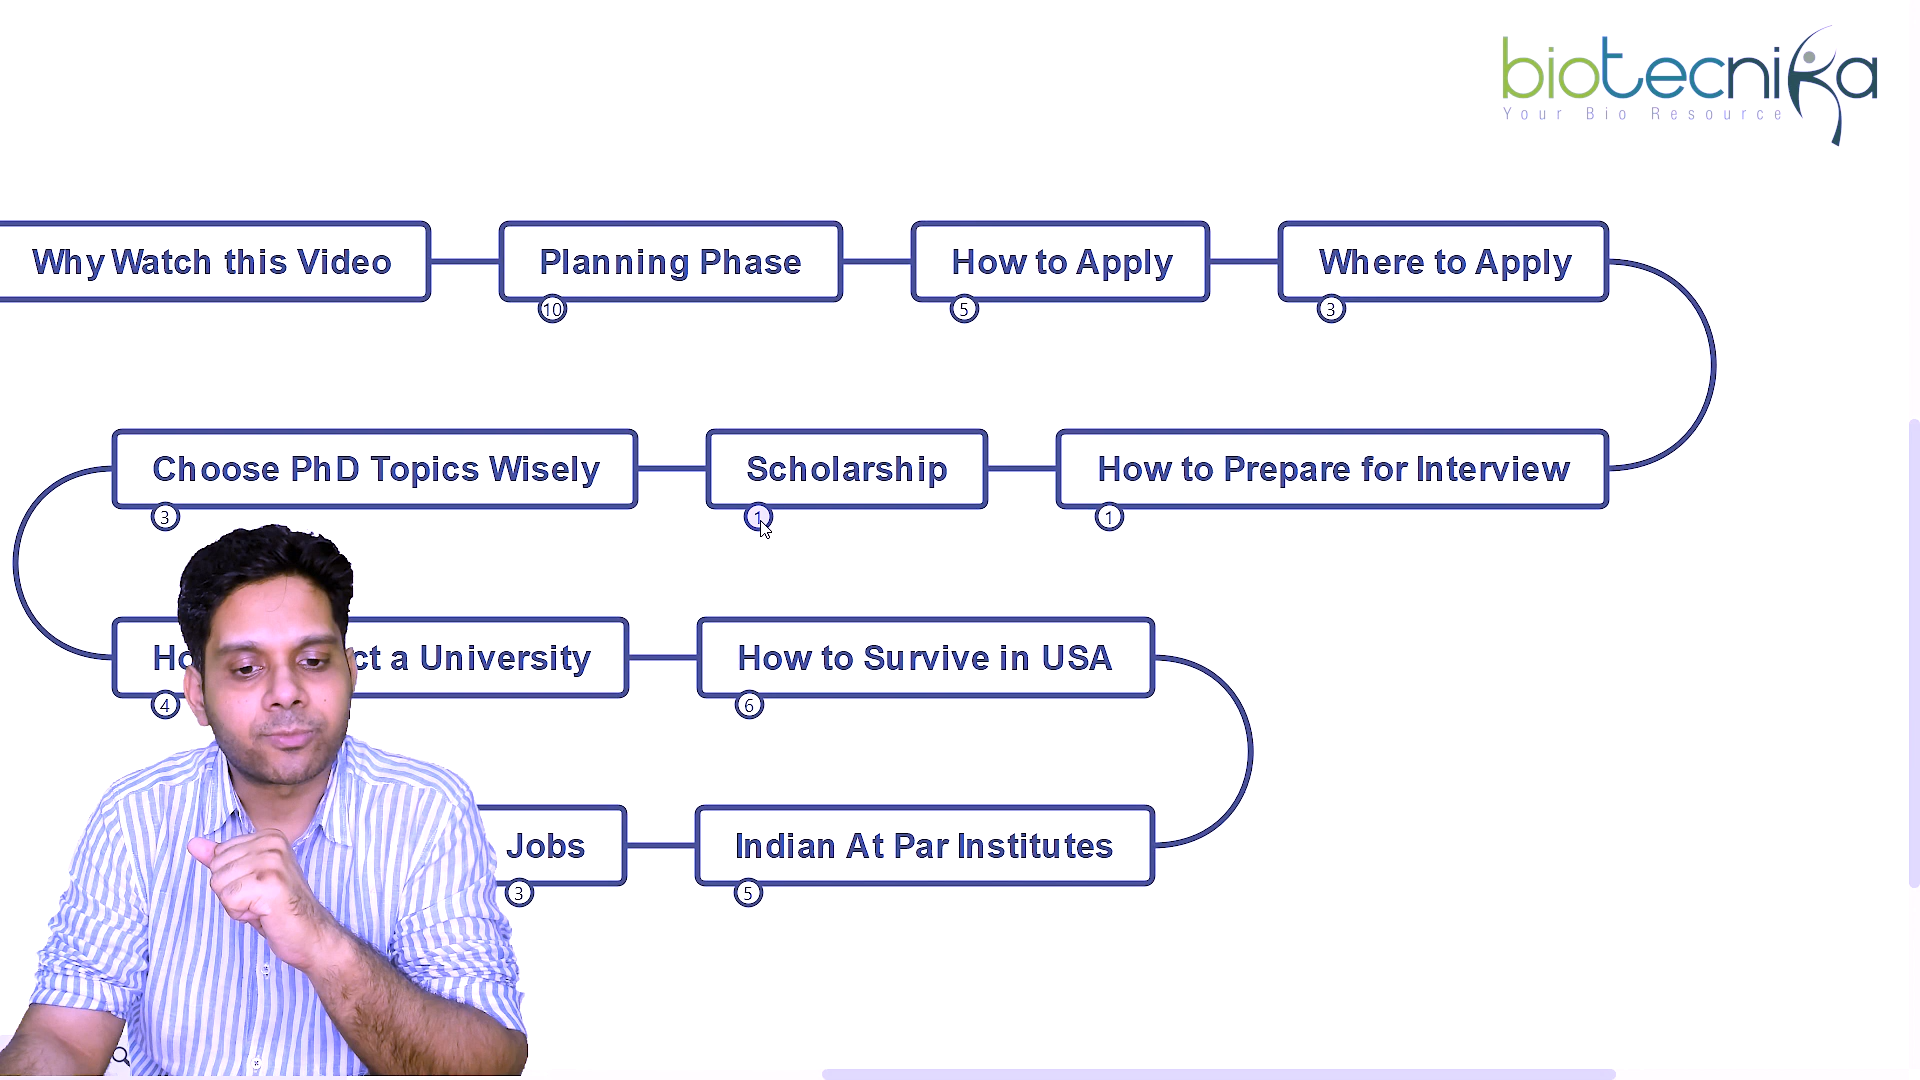 biotecnika
Your Bio Resource
Why Watch this Video
Planning Phase
How to Apply
Where to Apply
10
5
3
Choose PhD Topics Wisely
Scholarship
How to Prepare for Interview
3
1
1
Ho ct a University
How to Survive in USA
4
6
Jobs
Indian At Par Institutes
3
5